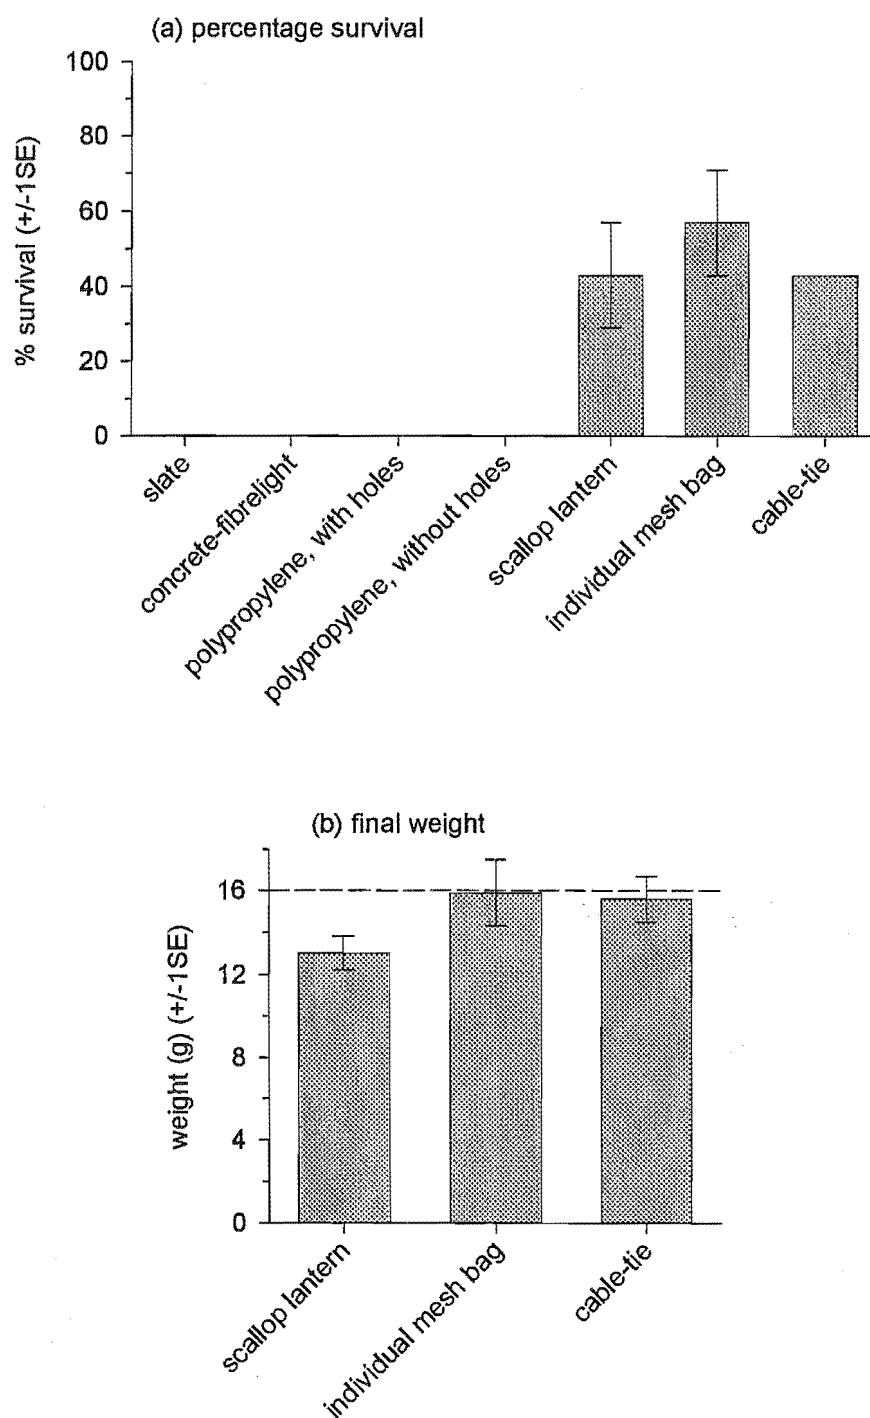 (a) percentage survival
% survival (+/-1SE)
100
80
60
40
20
0
slate
concrete-fibrelight
polypropylene, with holes
polypropylene, without holes
scallop lantern
individual mesh bag
cable-tie
(b) final weight
weight (g) (+/-1SE)
16
12
8
4
0
scallop lantern
individual mesh bag
cable-tie